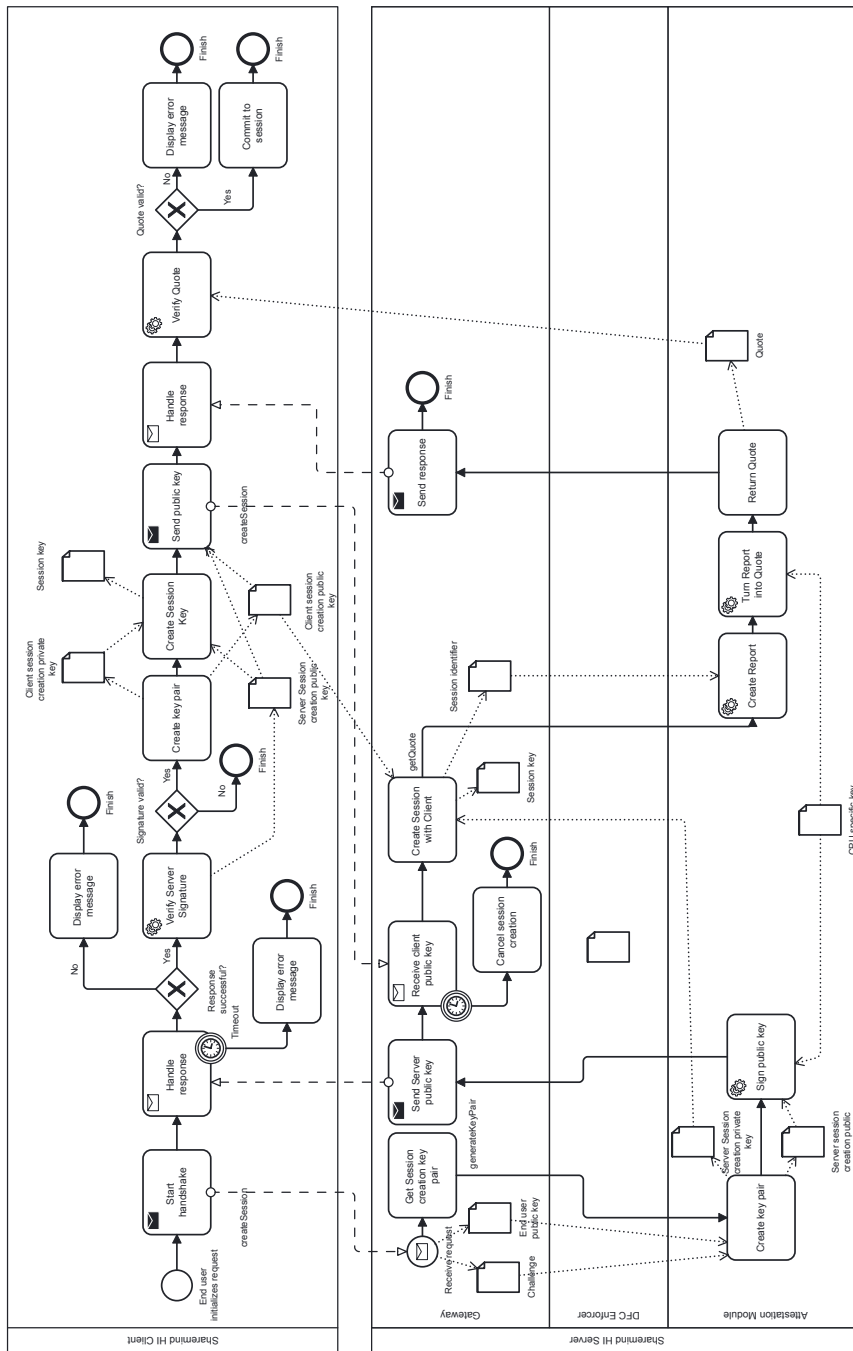 Sharemind HI Client
End user
initializes request
Start
handshake
createSession
Handle
response
Timeout
Display error
message
Finish
Response
successful?
No
Display error
message
Finish
Yes
Verify Server
Signature
Signature valid?
No
Finish
Yes
Create key pair
Client session
creation private
key
Server Session
creation public
key
Create Session
Key
Session key
Client session
creation public
key
Send public key
createSession
Handle
response
Verify Quote
Quote valid?
No
Display error
message
Finish
Yes
Commit to
session
Finish
Sharemind HI Server
Gateway
Receive request
Challenge
End user
public key
Get Session
creation key
pair
generateKeyPair
Send Server
public key
Receive client
public key
Cancel session
creation
Finish
Create Session
with Client
Session key
getQuote
Session identifier
Send response
Finish
DFC Enforcer
Attestation Module
Create key pair
Server Session
creation private
key
Server session
creation public
Sign public key
CPU specific key
Create Report
Turn Report
into Quote
Return Quote
Quote